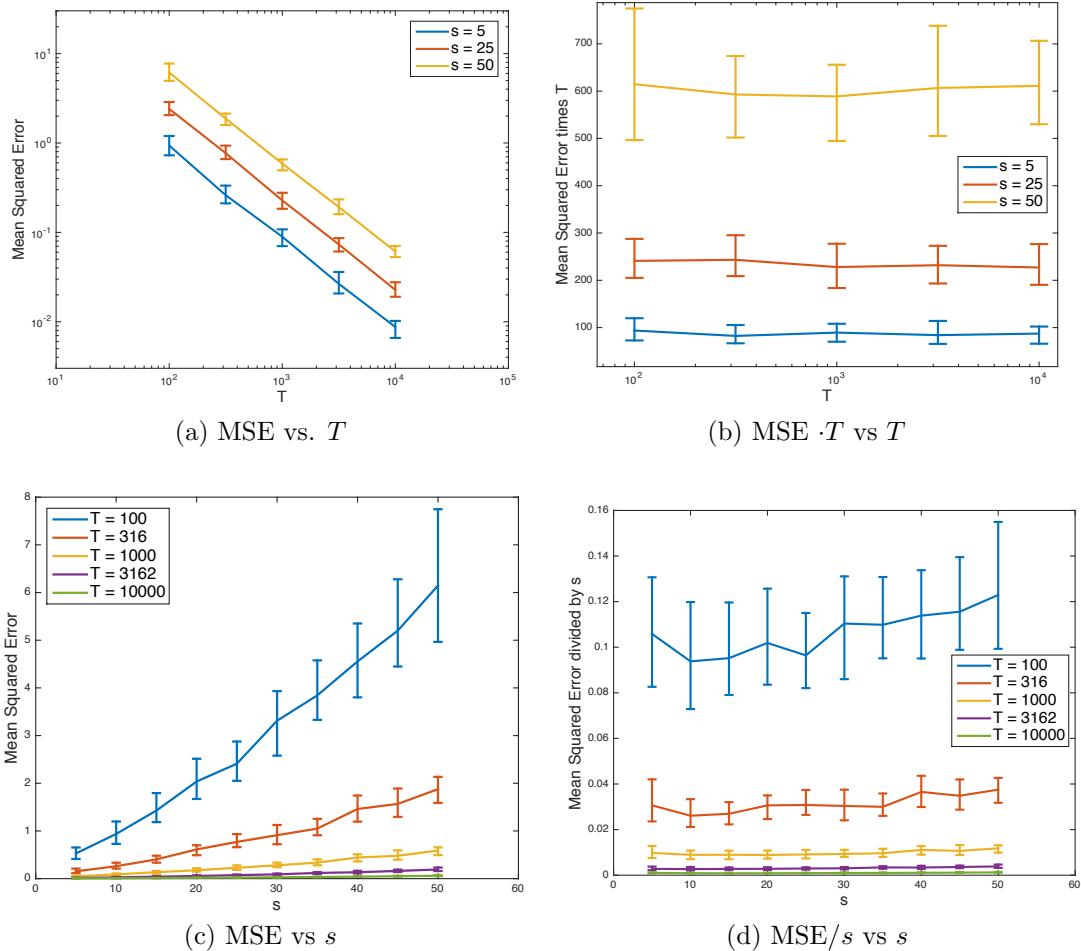 Mean Squared Error
10^1
10^0
10^-1
10^-2
10^1
10^2
10^3
10^4
10^5
T
s = 5
s = 25
s = 50
(a) MSE vs. T
Mean Squared Error times T
700
600
500
400
300
200
100
10^2
10^3
10^4
T
s = 5
s = 25
s = 50
(b) MSE ·T vs T
Mean Squared Error
8
7
6
5
4
3
2
1
0
0
10
20
30
40
50
60
s
T = 100
T = 316
T = 1000
T = 3162
T = 10000
(c) MSE vs s
Mean Squared Error divided by s
0.16
0.14
0.12
0.1
0.08
0.06
0.04
0.02
0
0
10
20
30
40
50
60
s
T = 100
T = 316
T = 1000
T = 3162
T = 10000
(d) MSE/s vs s